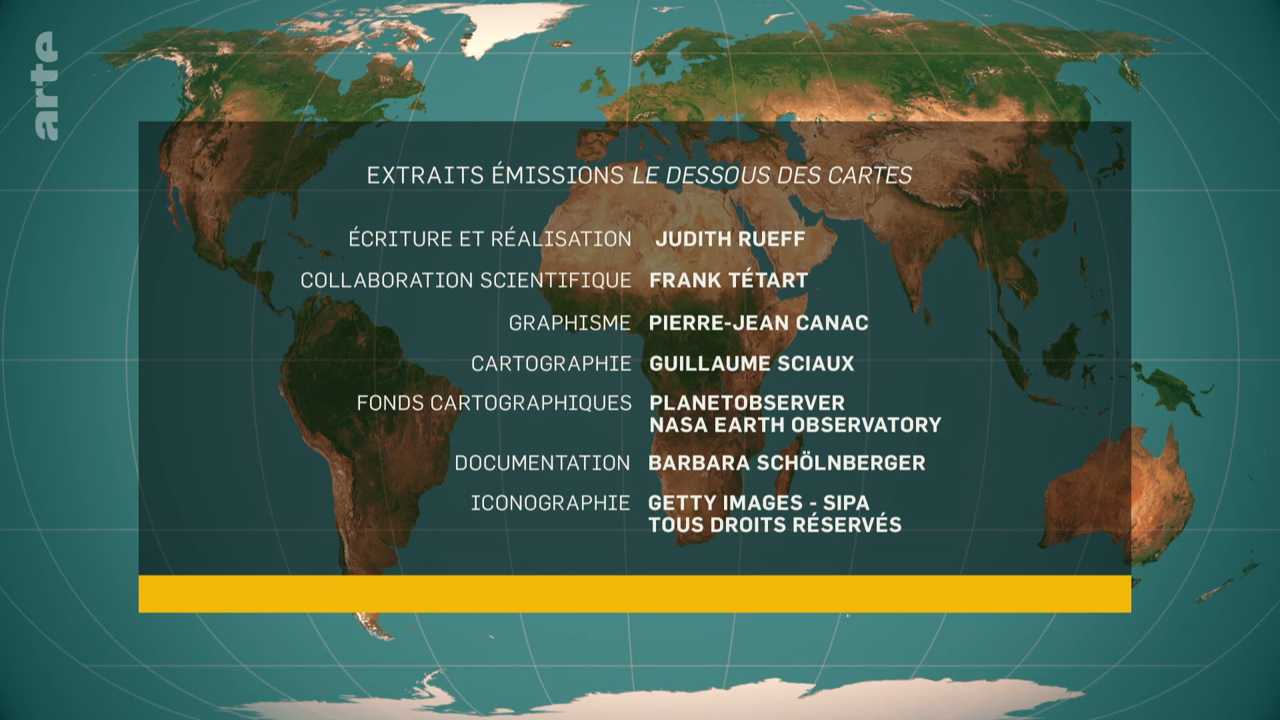 arte
EXTRAITS ÉMISSIONS LE DESSOUS DES CARTES
ÉCRITURE ET RÉALISATION JUDITH RUEFF
COLLABORATION SCIENTIFIQUE FRANK TÉTART
GRAPHISME PIERRE-JEAN CANAC
CARTOGRAPHIE GUILLAUME SCIAUX
FONDS CARTOGRAPHIQUES PLANETOBSERVER
NASA EARTH OBSERVATORY
DOCUMENTATION BARBARA SCHÖLNBERGER
ICONOGRAPHIE GETTY IMAGES - SIPA
TOUS DROITS RÉSERVÉS